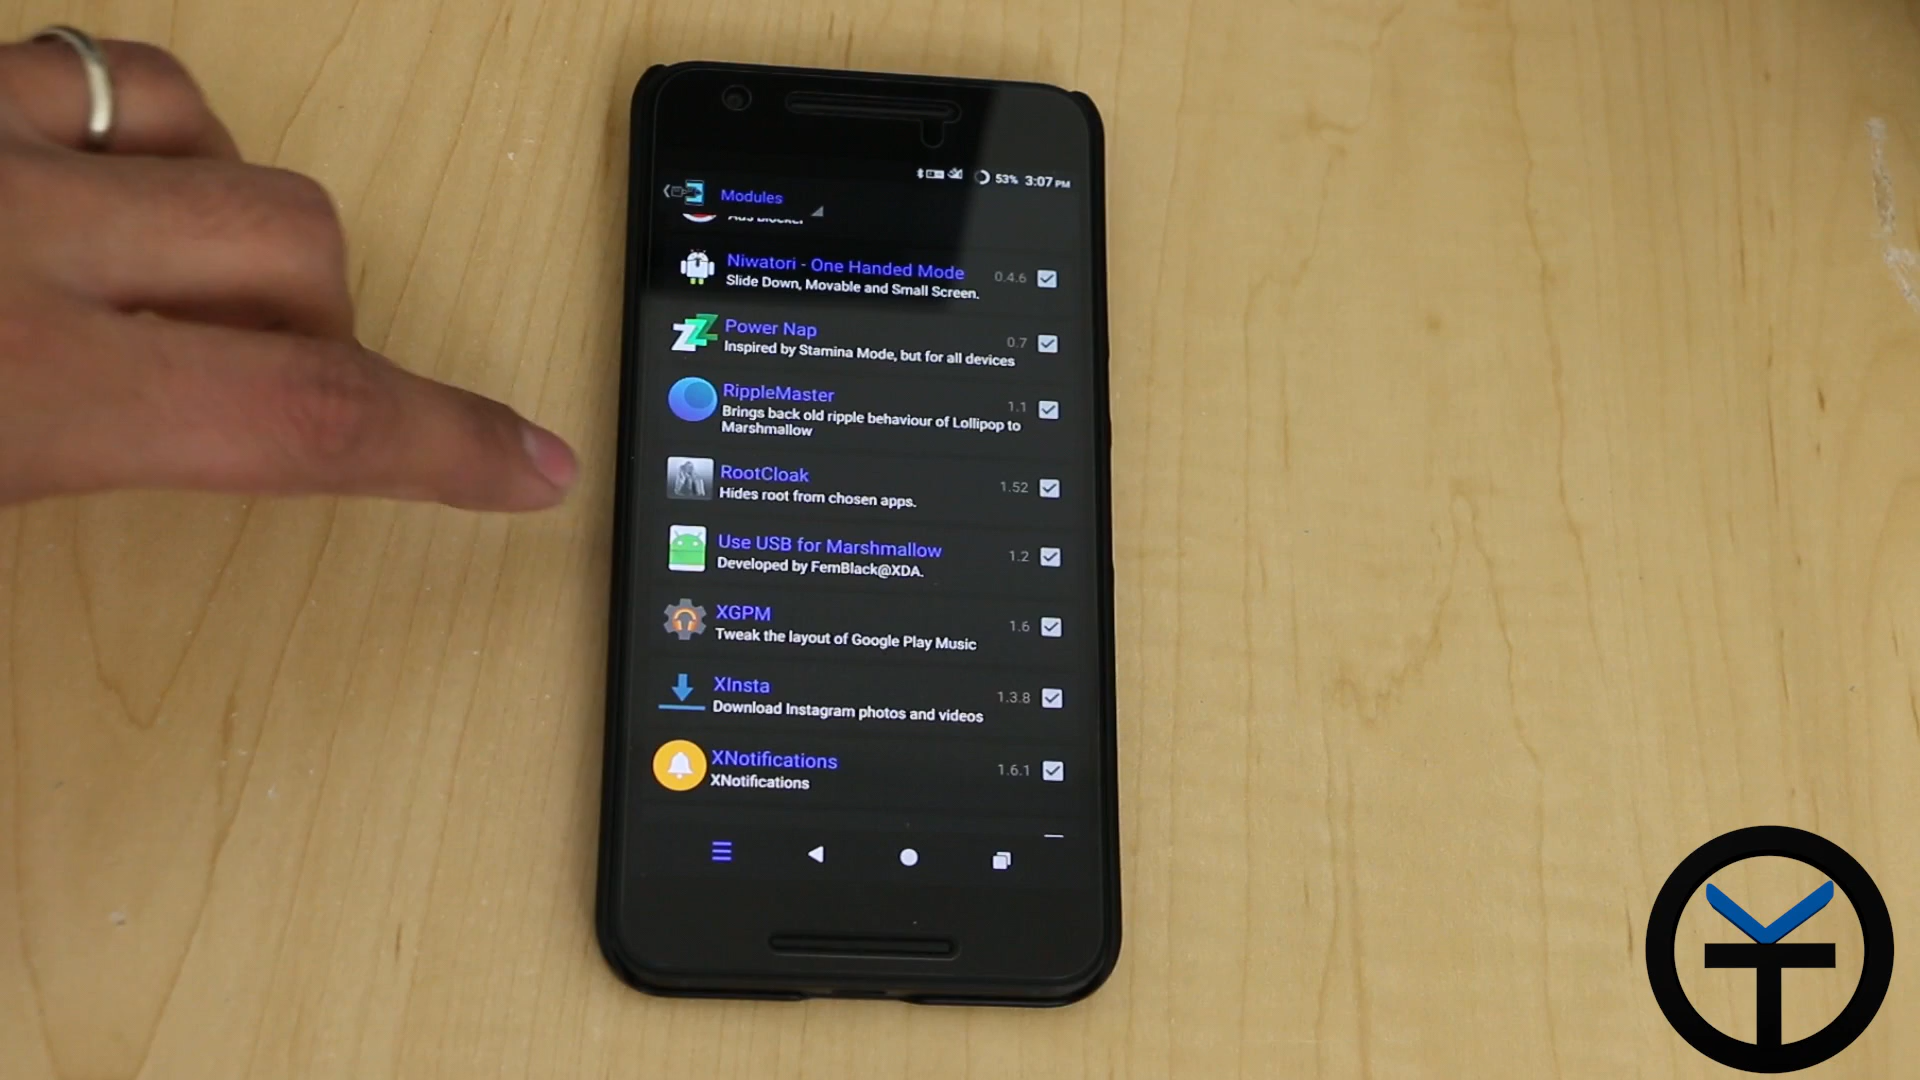 53% 3:07 PM
Modules
Ads Blocker
Niwatori - One Handed Mode 0.4.6
Slide Down, Movable and Small Screen.
Power Nap 0.7
Inspired by Stamina Mode, but for all devices
RippleMaster 1.1
Brings back old ripple behaviour of Lollipop to
Marshmallow
RootCloak 1.52
Hides root from chosen apps.
Use USB for Marshmallow 1.2
Developed by FemBlack@XDA.
XGPM 1.6
Tweak the layout of Google Play Music
XInsta 1.3.8
Download Instagram photos and videos
XNotifications 1.6.1
XNotifications